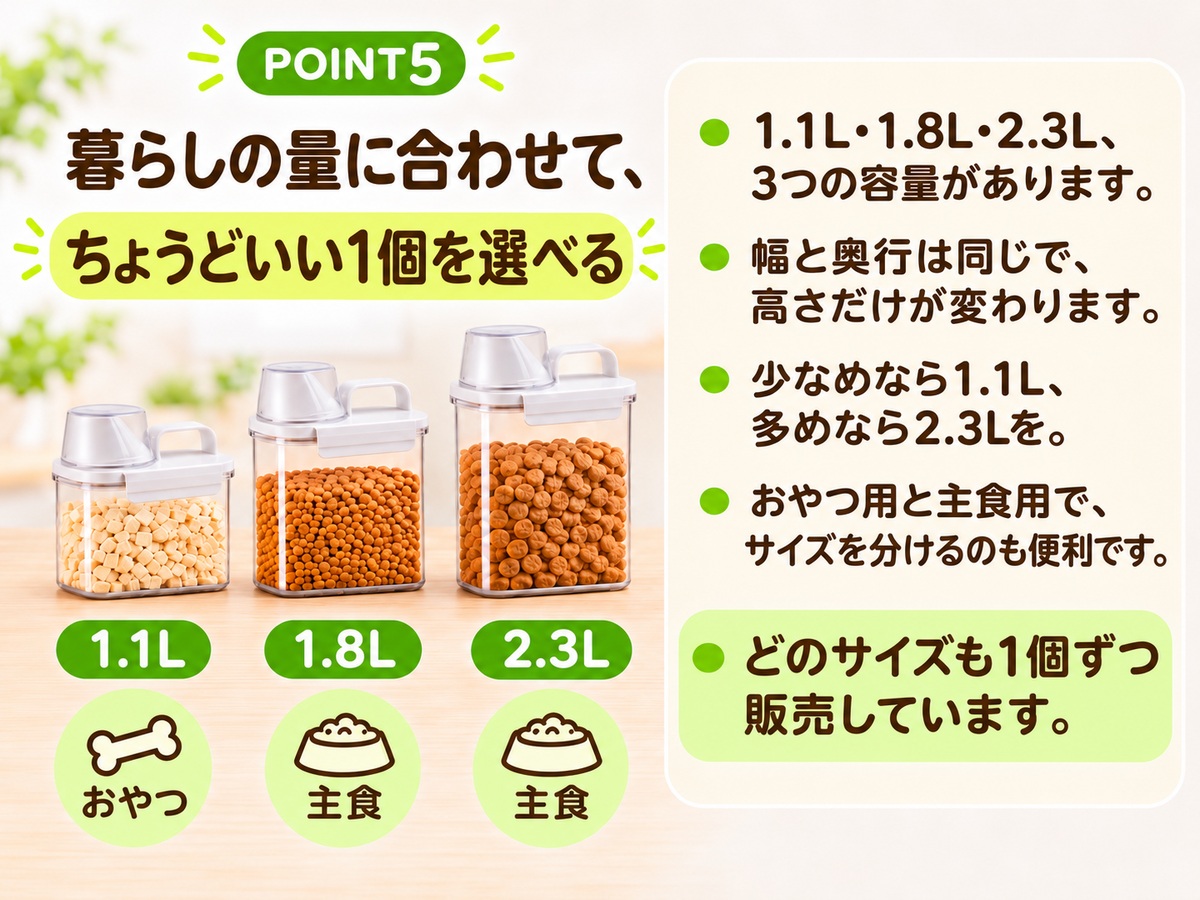 POINT5
暮らしの量に合わせて、
ちょうどいい1個を選べる
1.1L
1.8L
2.3L
おやつ
主食
主食
1.1L・1.8L・2.3L、
3つの容量があります。
幅と奥行は同じで、
高さだけが変わります。
少なめなら1.1L、
多めなら2.3Lを。
おやつ用と主食用で、
サイズを分けるのも便利です。
どのサイズも1個ずつ
販売しています。